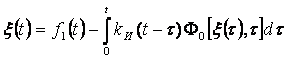 ξ(t) = f₁(t) − ∫₀ᵗ k_И (t − τ) Φ₀ [ξ(τ), τ] dτ